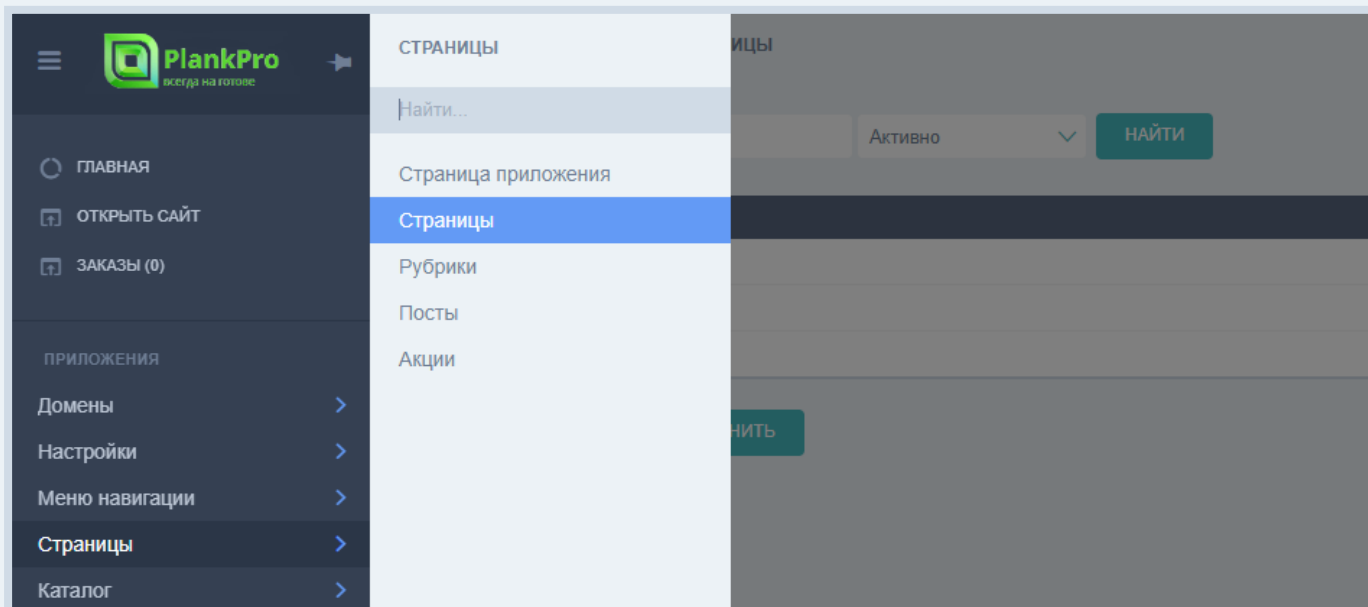 PlankPro
всегда на готове
ГЛАВНАЯ
ОТКРЫТЬ САЙТ
ЗАКАЗЫ (0)
ПРИЛОЖЕНИЯ
Домены
Настройки
Меню навигации
Страницы
Каталог
СТРАНИЦЫ
Найти...
Страница приложения
Страницы
Рубрики
Посты
Акции
ИЦЫ
Активно
НАЙТИ
НИТЬ